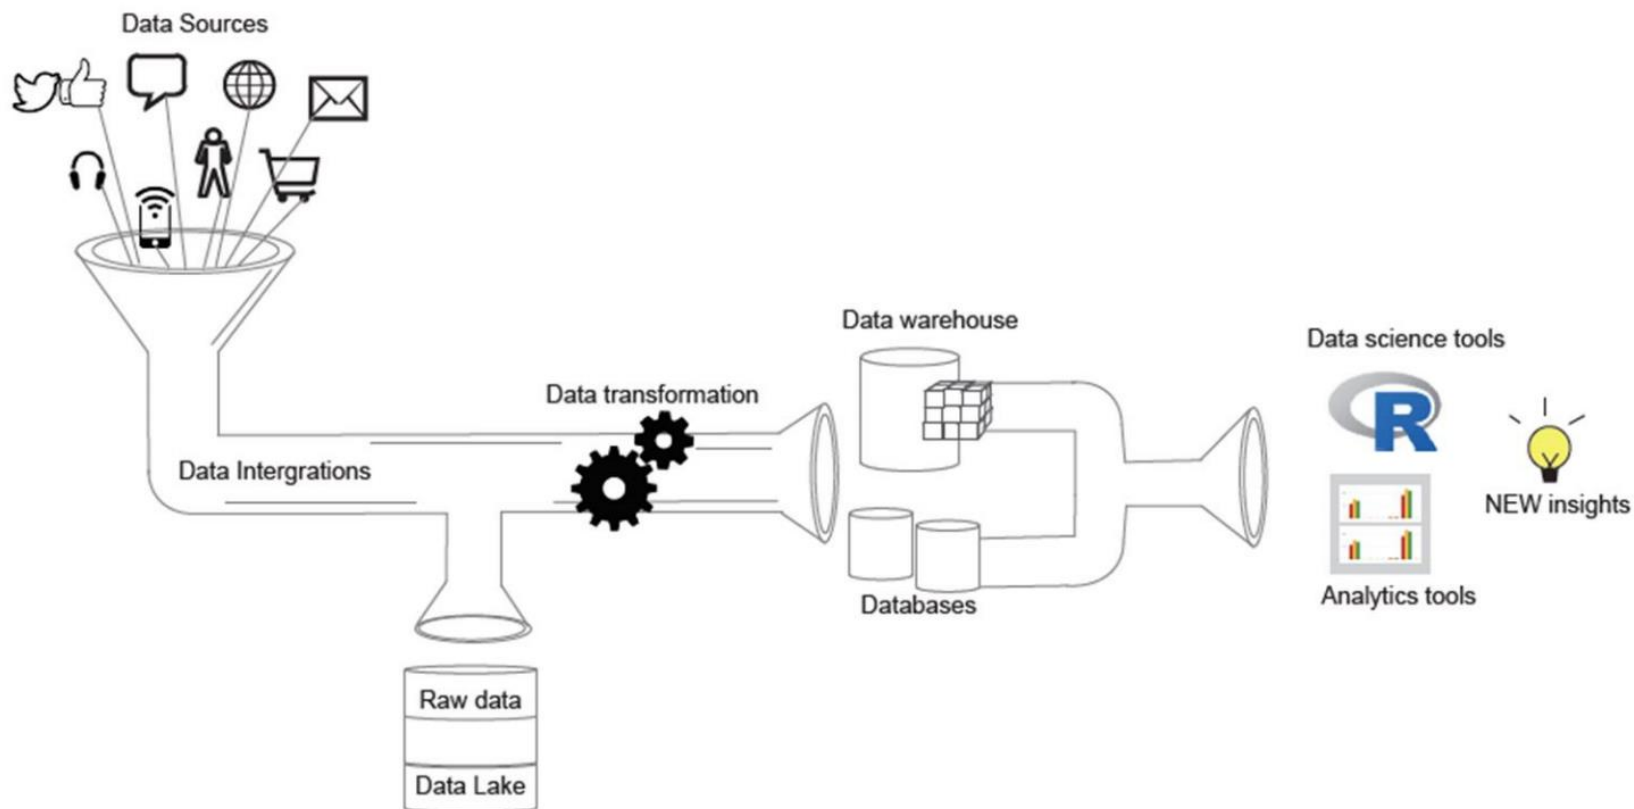 Data Sources
Data warehouse
Data science tools
Data transformation
R
Data Intergrations
NEW insights
Analytics tools
Databases
Raw data
Data Lake